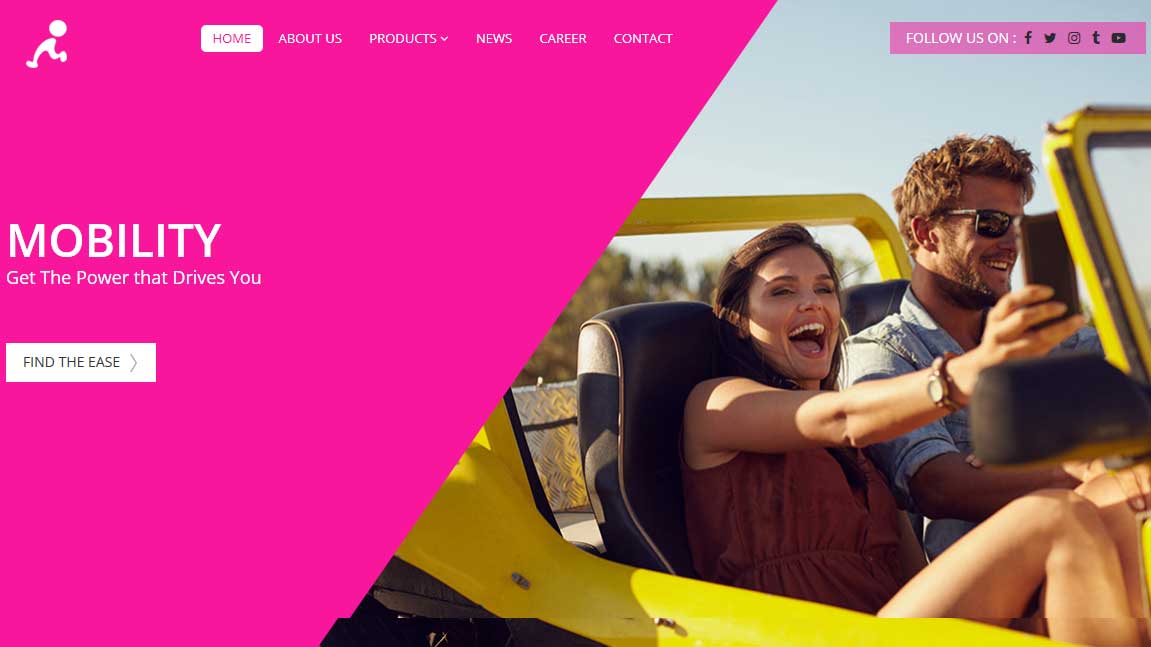 HOME ABOUT US PRODUCTS NEWS CAREER CONTACT
FOLLOW US ON :
MOBILITY
Get The Power that Drives You
FIND THE EASE